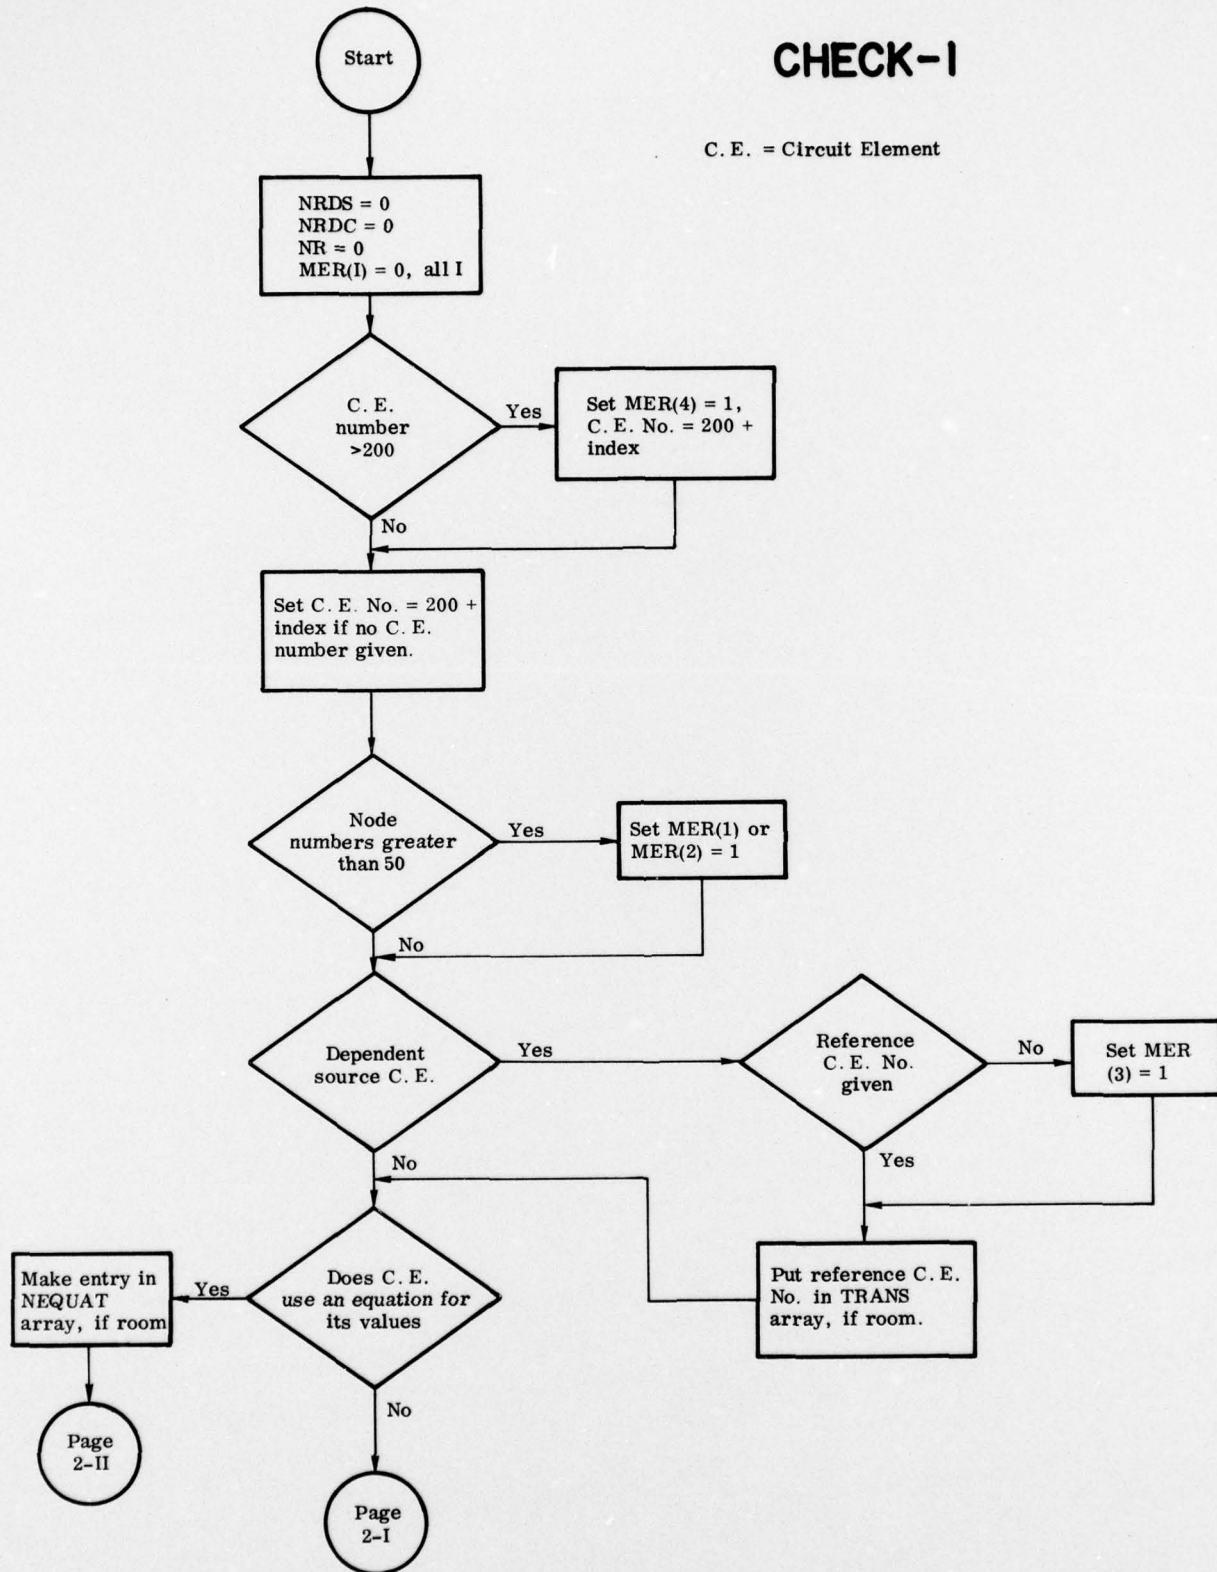 CHECK-I
Start
C. E. = Circuit Element
NRDS = 0
NRDC = 0
NR = 0
MER(I) = 0, all I
C. E.
number
>200
Yes
Set MER(4) = 1,
C. E. No. = 200 +
index
No
Set C. E. No. = 200 +
index if no C. E.
number given.
Node
numbers greater
than 50
Yes
Set MER(1) or
MER(2) = 1
No
Dependent
source C. E.
Yes
Reference
C. E. No.
given
No
Set MER
(3) = 1
Yes
No
Put reference C. E.
No. in TRANS
array, if room.
Does C. E.
use an equation for
its values
Yes
Make entry in
NEQUAT
array, if room
Page
2-II
No
Page
2-I